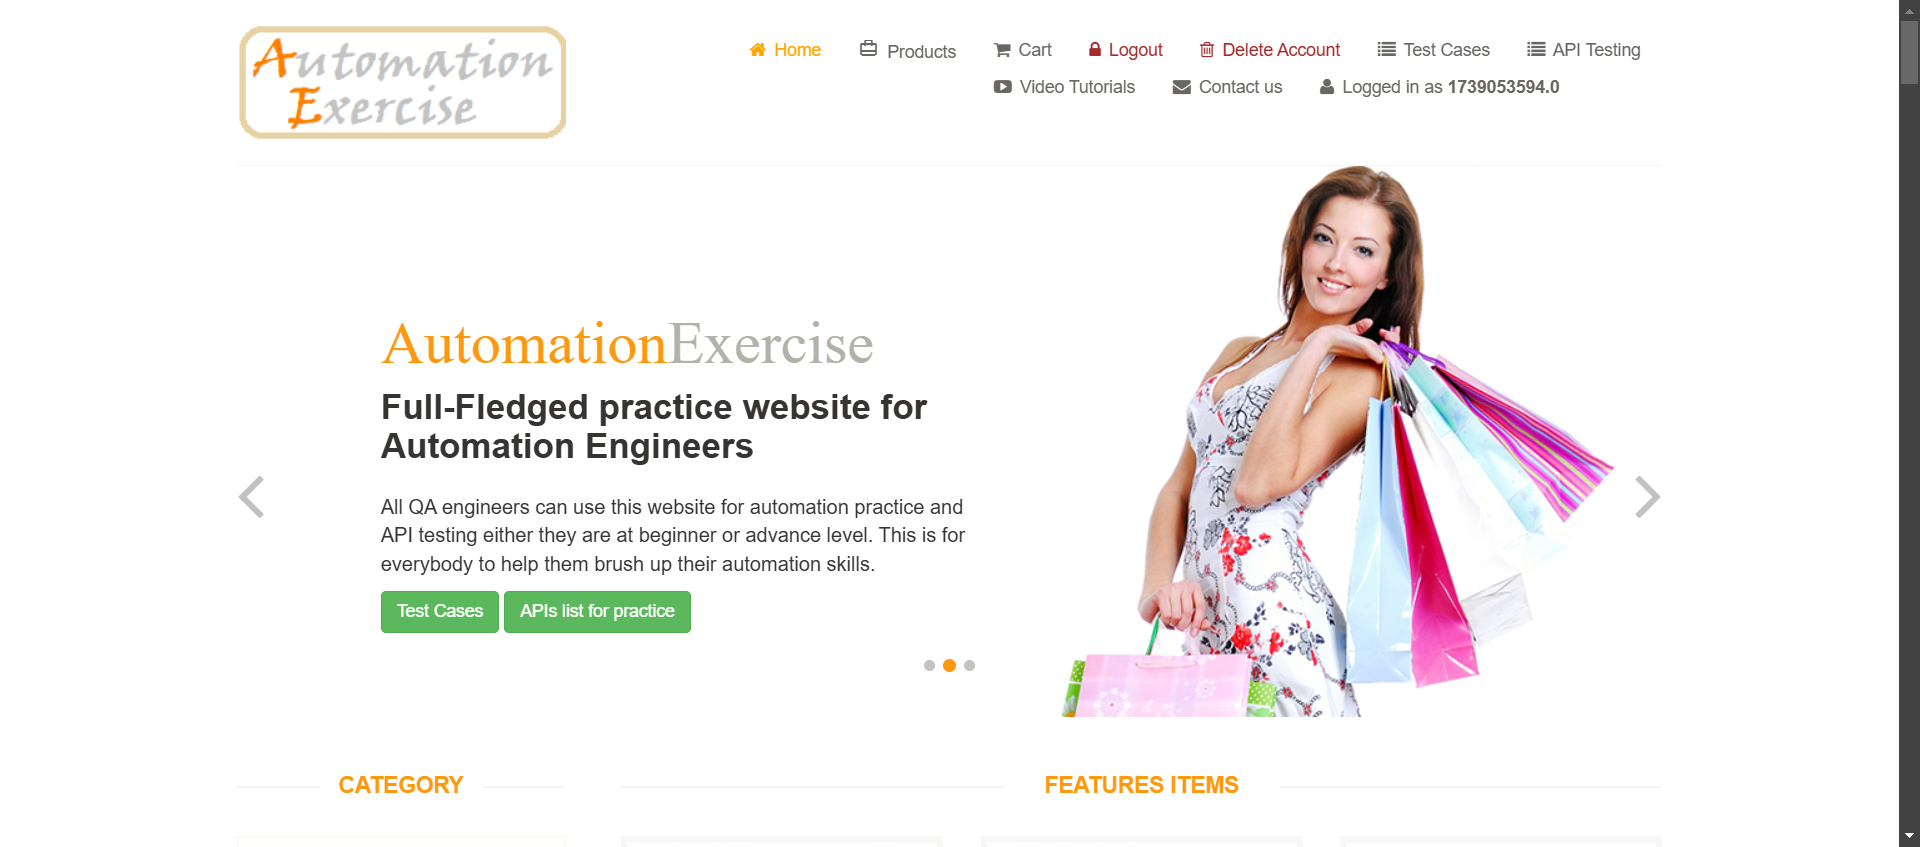 Automation
Exercise
Home Products Cart Logout Delete Account Test Cases API Testing
Video Tutorials Contact us Logged in as 1739053594.0
AutomationExercise
Full-Fledged practice website for
Automation Engineers
All QA engineers can use this website for automation practice and
API testing either they are at beginner or advance level. This is for
everybody to help them brush up their automation skills.
Test Cases APIs list for practice
CATEGORY
FEATURES ITEMS